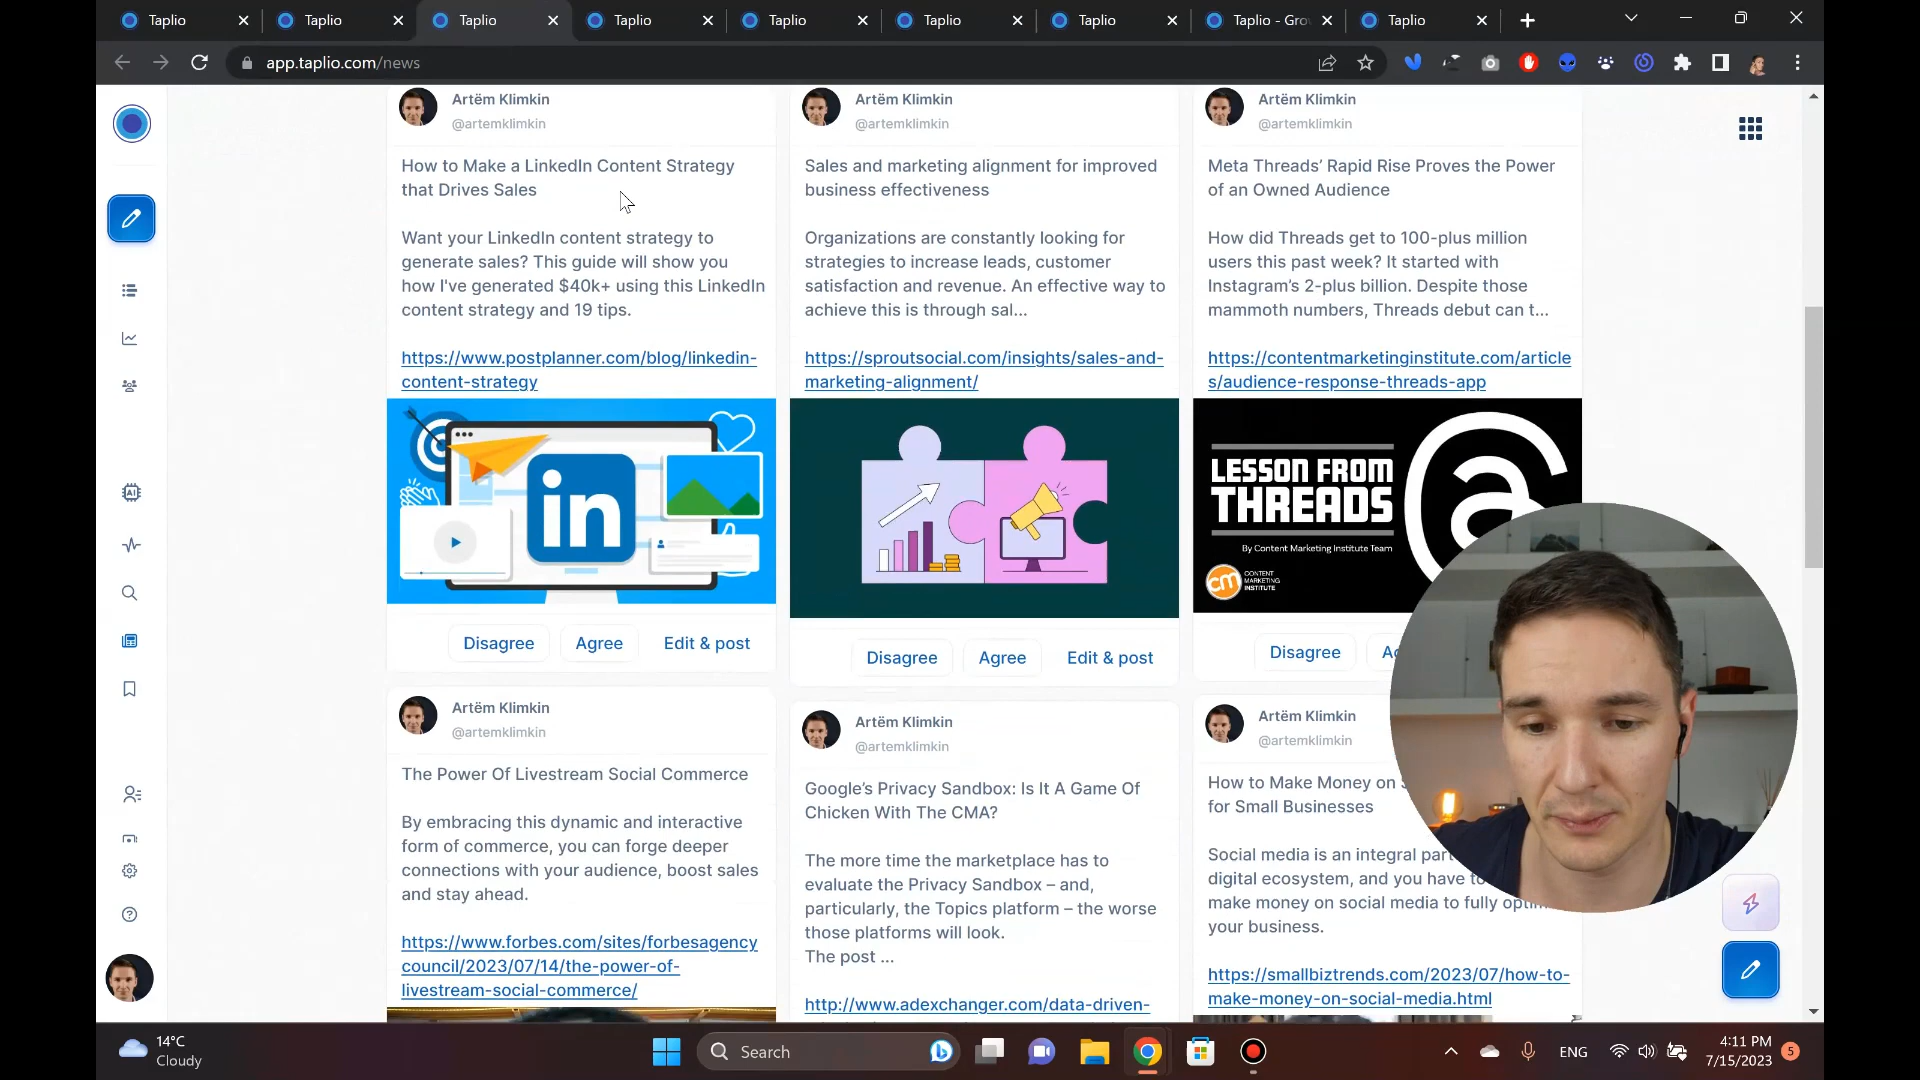 Taplio
Taplio
Taplio
Taplio
Taplio
Taplio
Taplio
Taplio - Gro
Taplio
app.taplio.com/news
Artëm Klimkin
@artemklimkin
How to Make a LinkedIn Content Strategy
that Drives Sales
Want your LinkedIn content strategy to
generate sales? This guide will show you
how I've generated $40k+ using this LinkedIn
content strategy and 19 tips.
https://www.postplanner.com/blog/linkedin-
content-strategy
in
Disagree
Agree
Edit & post
Artëm Klimkin
@artemklimkin
Sales and marketing alignment for improved
business effectiveness
Organizations are constantly looking for
strategies to increase leads, customer
satisfaction and revenue. An effective way to
achieve this is through sal...
https://sproutsocial.com/insights/sales-and-
marketing-alignment/
Disagree
Agree
Edit & post
Artëm Klimkin
@artemklimkin
Meta Threads' Rapid Rise Proves the Power
of an Owned Audience
How did Threads get to 100-plus million
users this past week? It started with
Instagram's 2-plus billion. Despite those
mammoth numbers, Threads debut can t...
https://contentmarketinginstitute.com/article
s/audience-response-threads-app
LESSON FROM
THREADS
By Content Marketing Institute Team
cm
CONTENT
MARKETING
INSTITUTE
Disagree
Artëm Klimkin
@artemklimkin
The Power Of Livestream Social Commerce
By embracing this dynamic and interactive
form of commerce, you can forge deeper
connections with your audience, boost sales
and stay ahead.
https://www.forbes.com/sites/forbesagency
council/2023/07/14/the-power-of-
livestream-social-commerce/
Artëm Klimkin
@artemklimkin
Google's Privacy Sandbox: Is It A Game Of
Chicken With The CMA?
The more time the marketplace has to
evaluate the Privacy Sandbox – and,
particularly, the Topics platform – the worse
those platforms will look.
The post ...
http://www.adexchanger.com/data-driven-
Artëm Klimkin
@artemklimkin
How to Make Money on
for Small Businesses
Social media is an integral part
digital ecosystem, and you have
make money on social media to fully
your business.
https://smallbiztrends.com/2023/07/how-to-
make-money-on-social-media.html
AI
14°C
Cloudy
Search
ENG
4:11 PM
7/15/2023
5